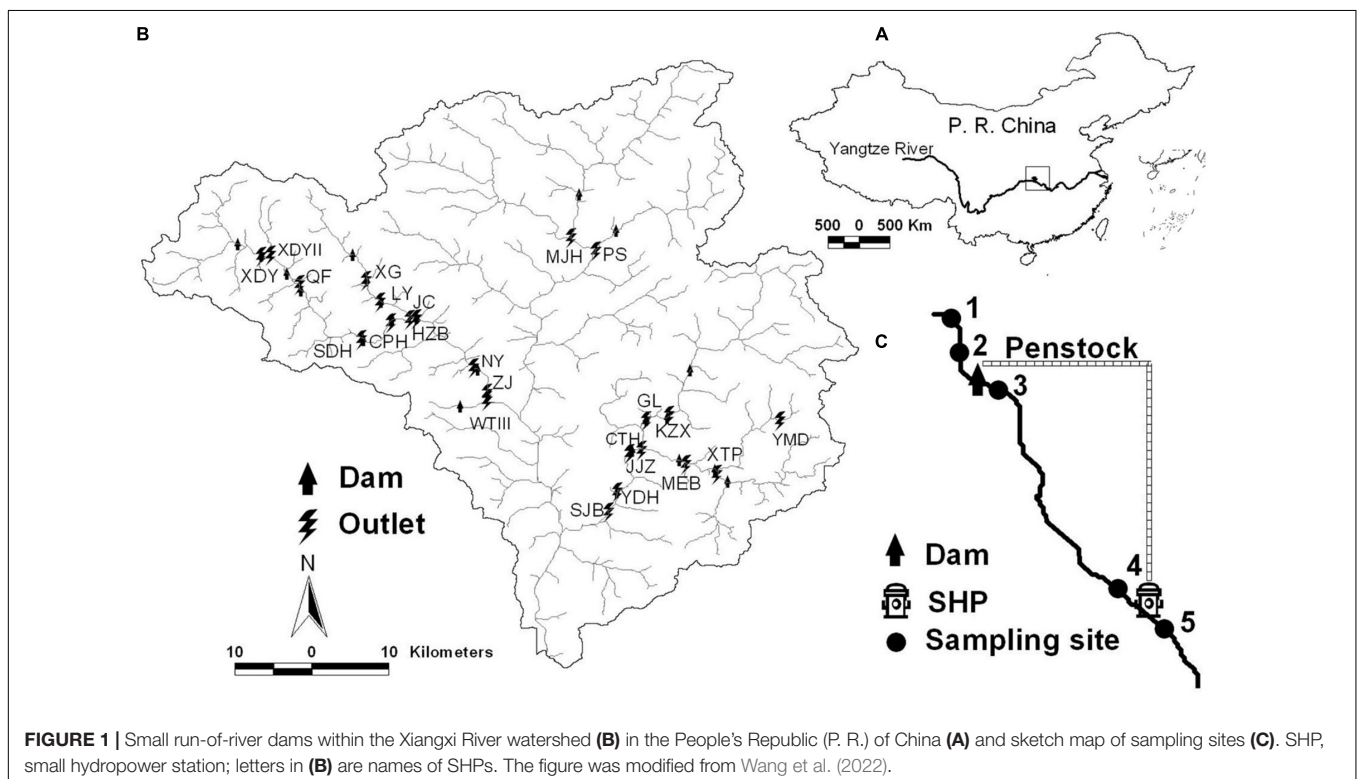 B
A
P. R. China
Yangtze River
500 0 500 Km
MJH
PS
XDYII
XDY
QF
XG
LY
JC
HZB
CPH
SDH
NY
ZJ
WTIII
GL
KZX
CTH
JJZ
XTP
YMD
MEB
YDH
SJB
Dam
Outlet
N
10 0 10 Kilometers
C
1
2
Penstock
3
4
5
Dam
SHP
Sampling site
FIGURE 1 | Small run-of-river dams within the Xiangxi River watershed (B) in the People's Republic (P. R.) of China (A) and sketch map of sampling sites (C). SHP,
small hydropower station; letters in (B) are names of SHPs. The figure was modified from Wang et al. (2022).